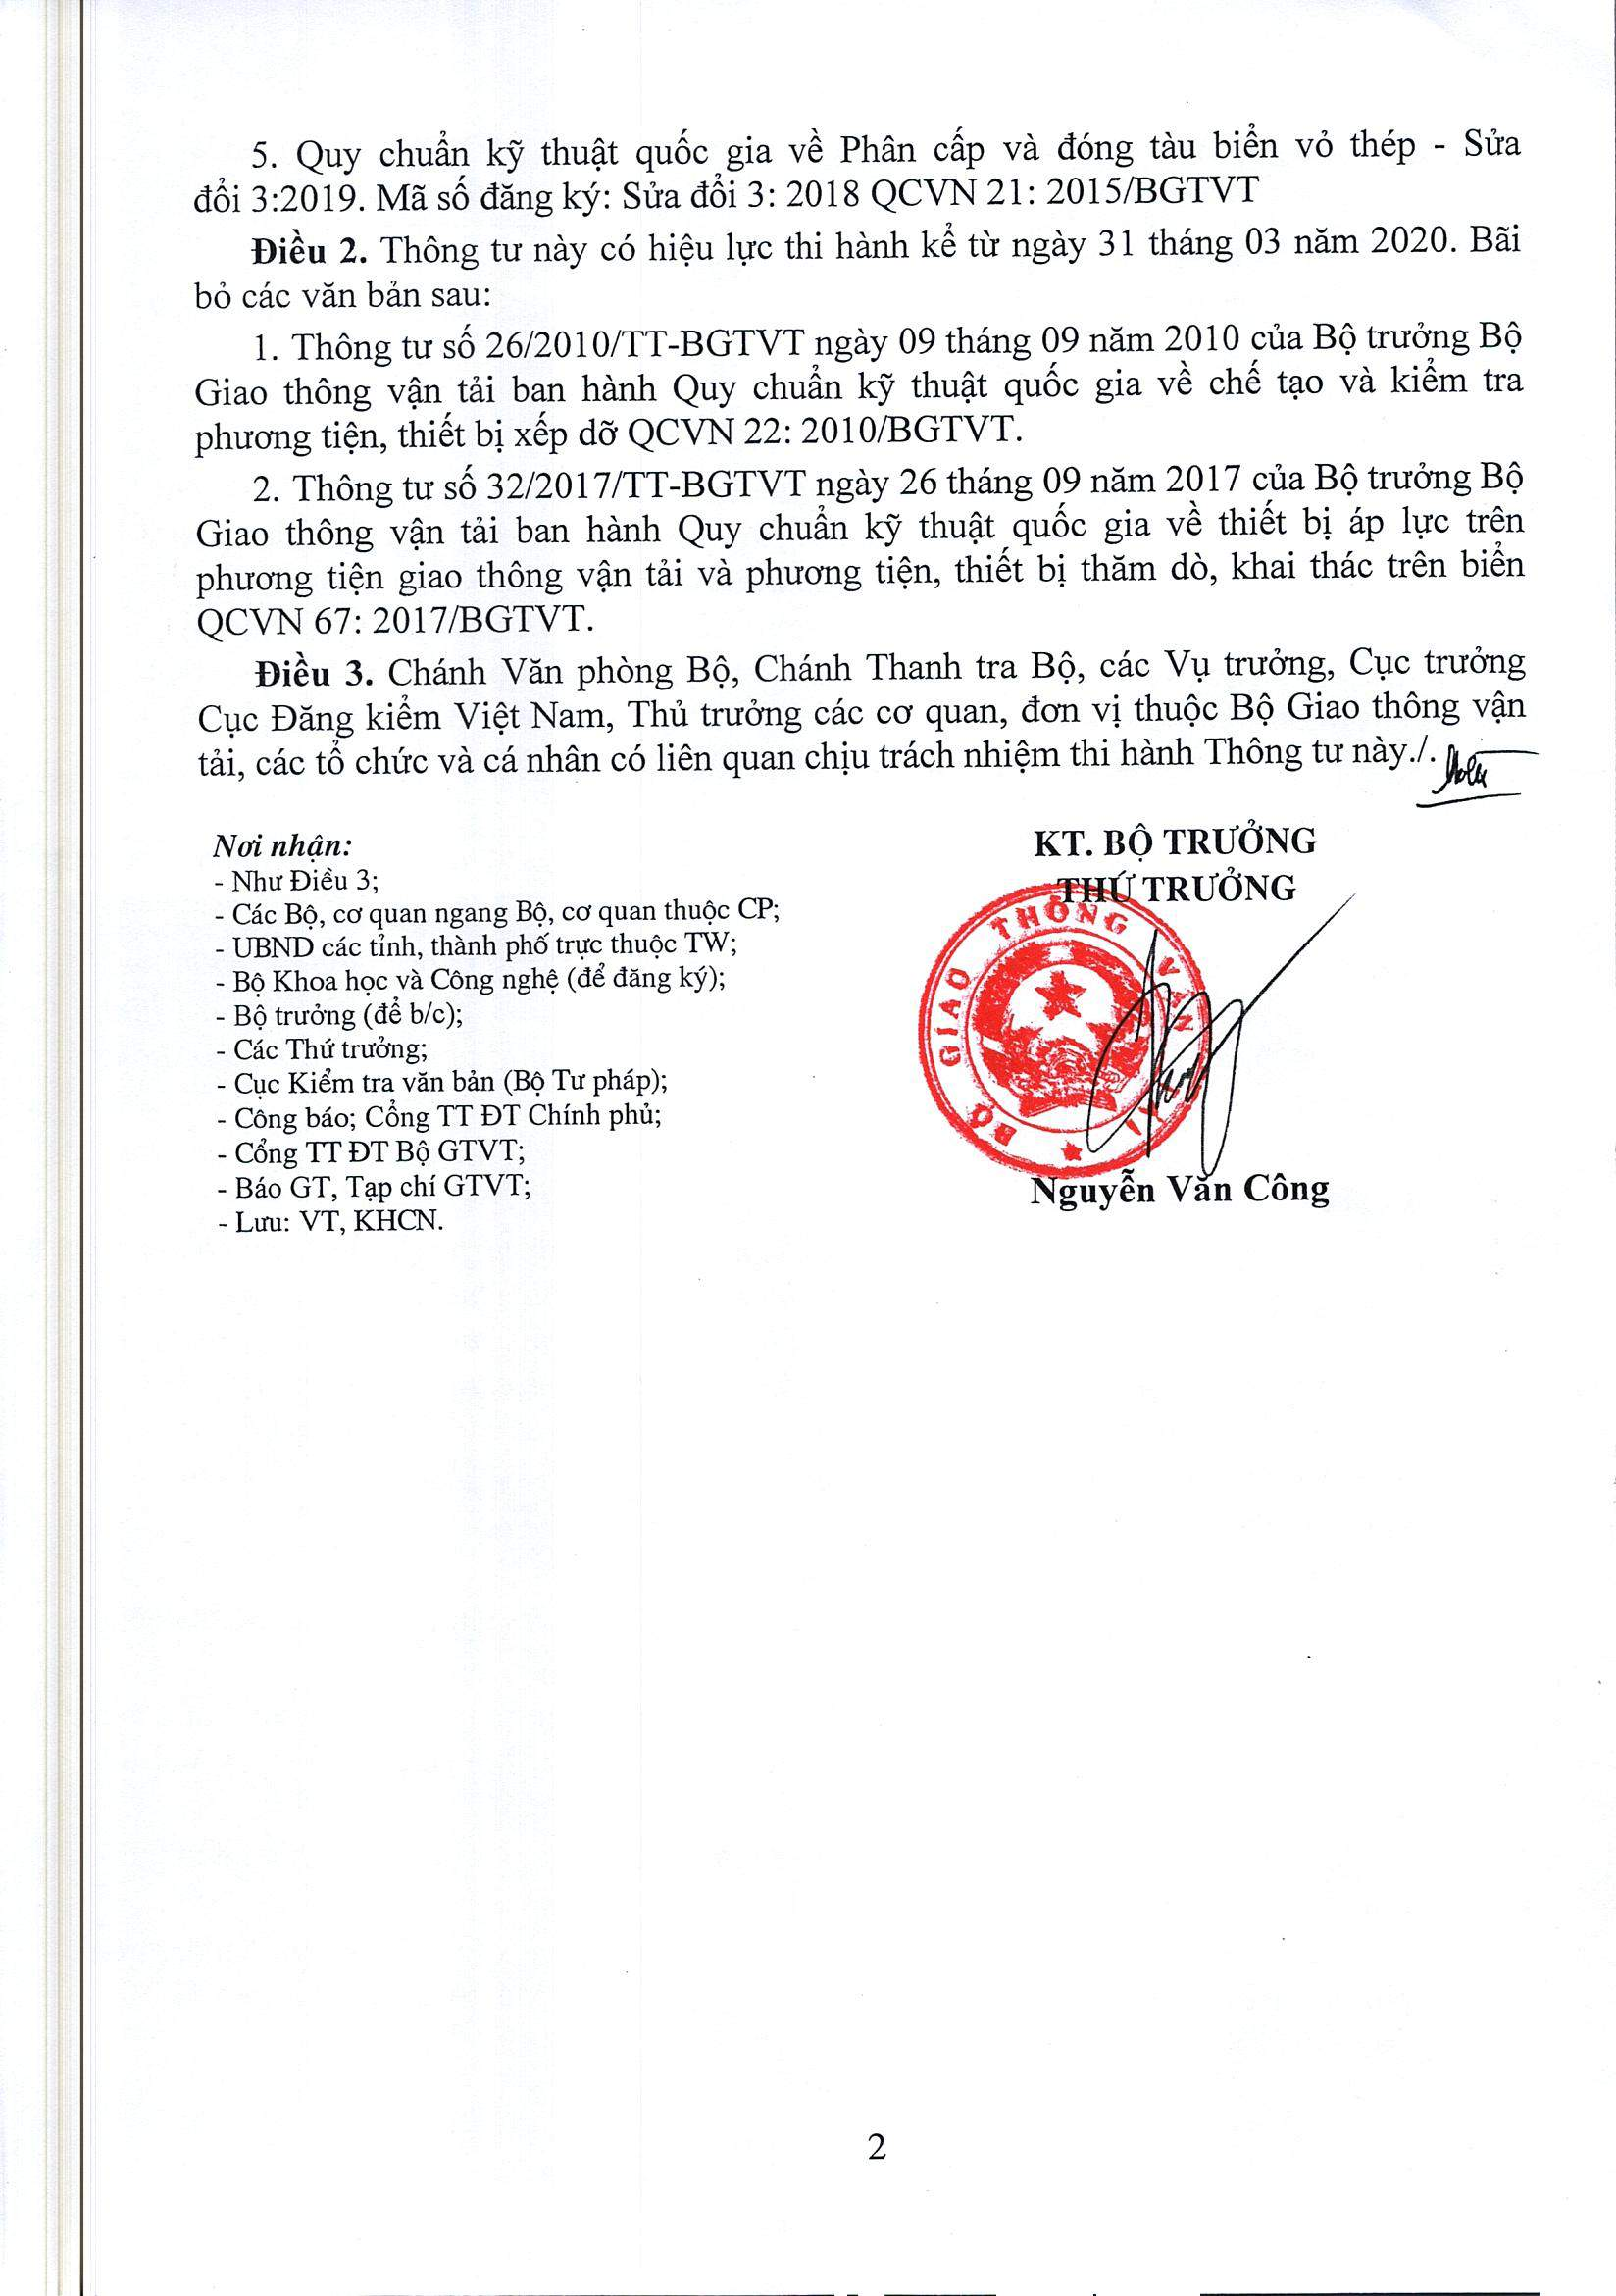 5. Quy chuẩn kỹ thuật quốc gia về Phân cấp và đóng tàu biển vỏ thép - Sửa
đổi 3:2019. Mã số đăng ký: Sửa đổi 3: 2018 QCVN 21: 2015/BGTVT
Điều 2. Thông tư này có hiệu lực thi hành kể từ ngày 31 tháng 03 năm 2020. Bãi
bỏ các văn bản sau:
1. Thông tư số 26/2010/TT-BGTVT ngày 09 tháng 09 năm 2010 của Bộ trưởng Bộ
Giao thông vận tải ban hành Quy chuẩn kỹ thuật quốc gia về chế tạo và kiểm tra
phương tiện, thiết bị xếp dỡ QCVN 22: 2010/BGTVT.
2. Thông tư số 32/2017/TT-BGTVT ngày 26 tháng 09 năm 2017 của Bộ trưởng Bộ
Giao thông vận tải ban hành Quy chuẩn kỹ thuật quốc gia về thiết bị áp lực trên
phương tiện giao thông vận tải và phương tiện, thiết bị thăm dò, khai thác trên biển
QCVN 67: 2017/BGTVT.
Điều 3. Chánh Văn phòng Bộ, Chánh Thanh tra Bộ, các Vụ trưởng, Cục trưởng
Cục Đăng kiểm Việt Nam, Thủ trưởng các cơ quan, đơn vị thuộc Bộ Giao thông vận
tải, các tổ chức và cá nhân có liên quan chịu trách nhiệm thi hành Thông tư này./.
Nơi nhận:
- Như Điều 3;
- Các Bộ, cơ quan ngang Bộ, cơ quan thuộc CP;
- UBND các tỉnh, thành phố trực thuộc TW;
- Bộ Khoa học và Công nghệ (để đăng ký);
- Bộ trưởng (để b/c);
- Các Thứ trưởng;
- Cục Kiểm tra văn bản (Bộ Tư pháp);
- Công báo; Cổng TT ĐT Chính phủ;
- Cổng TT ĐT Bộ GTVT;
- Báo GT, Tạp chí GTVT;
- Lưu: VT, KHCN.
KT. BỘ TRƯỞNG
THỨ TRƯỞNG
BỘ GIAO THÔNG VẬN TẢI
Nguyễn Văn Công
2